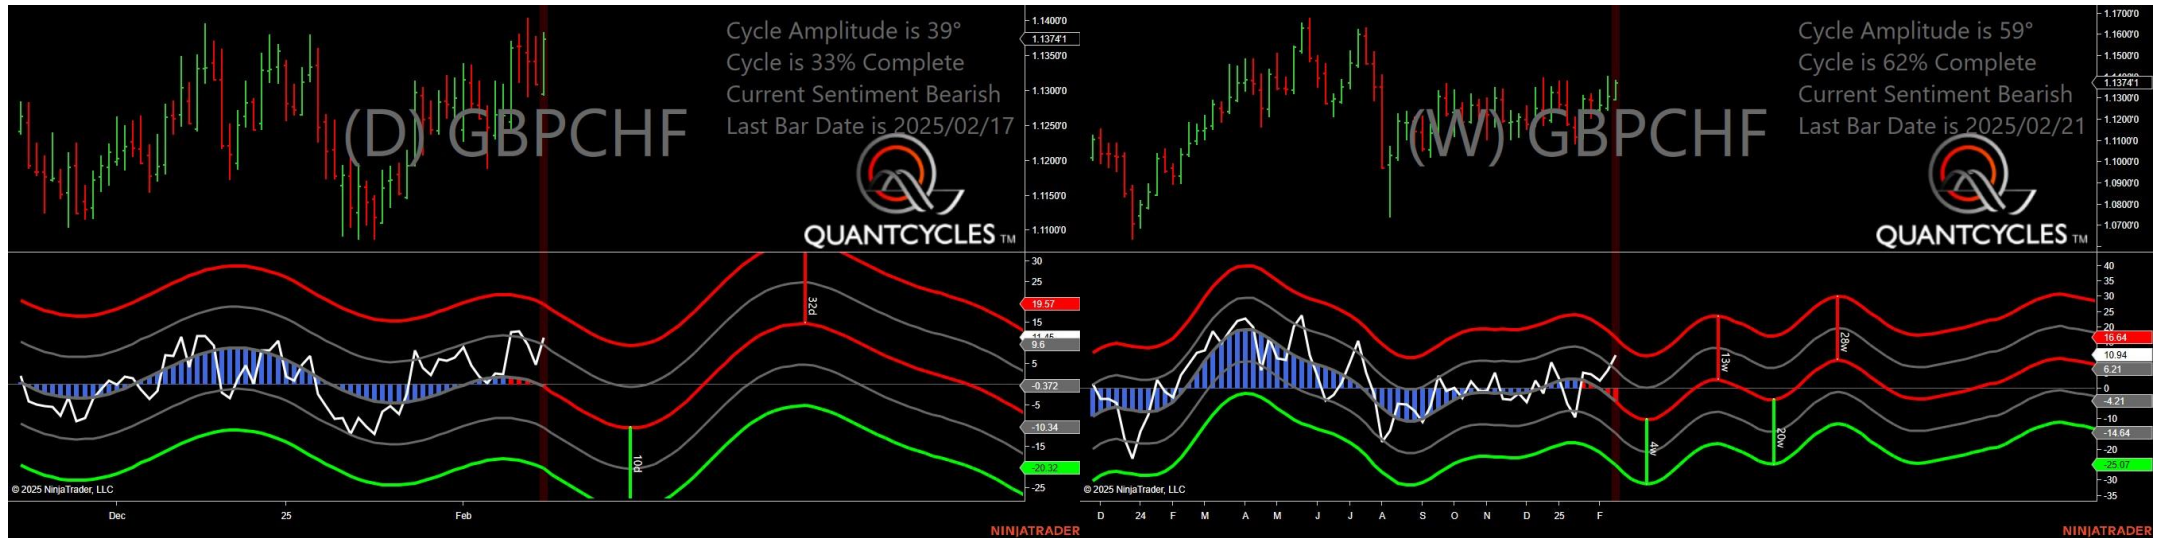 Cycle Amplitude is 39°
Cycle is 33% Complete
Current Sentiment Bearish
Last Bar Date is 2025/02/17
(D) GBPCHF
QUANTCYCLES TM
1.1400'0
1.1374'1
1.1350'0
1.1300'0
1.1250'0
1.1200'0
1.1150'0
1.1100'0
30
25
19.57
15
9.6
5
-0.372
-5
-10.34
-15
-20.32
-25
32d
10d
© 2025 NinjaTrader, LLC
Dec
25
Feb
NINJATRADER
Cycle Amplitude is 59°
Cycle is 62% Complete
Current Sentiment Bearish
Last Bar Date is 2025/02/21
(W) GBPCHF
QUANTCYCLES TM
1.1700'0
1.1600'0
1.1500'0
1.1374'1
1.1300'0
1.1200'0
1.1100'0
1.1000'0
1.0900'0
1.0800'0
1.0700'0
40
35
30
25
20
16.64
10.94
6.21
0
-4.21
-10
-14.64
-20
-25.07
-30
-35
13w
28w
4w
20w
© 2025 NinjaTrader, LLC
D
24
F
M
A
M
J
J
A
S
O
N
D
25
F
NINJATRADER